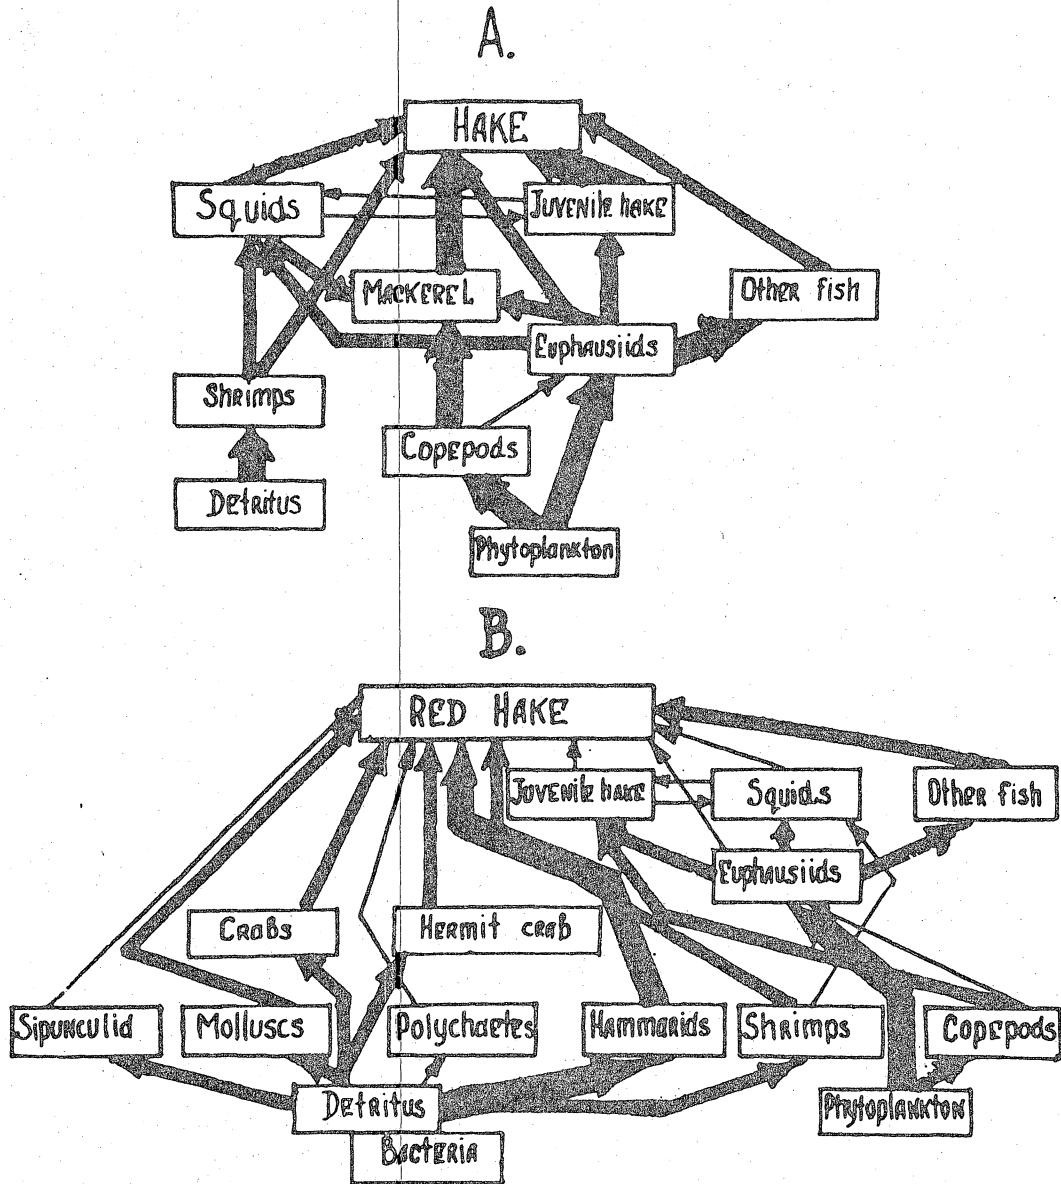 A.
HAKE
Squids
JUVENILE hAKE
MACKEREL
Other fish
Euphausiids
Shrimps
Copepods
Detritus
Phytoplankton
B.
RED HAKE
JUVENILE hAKE
Squids
Other fish
Euphausiids
CRabs
Hermit crab
Sipunculid
Molluscs
Polychaetes
Hammarids
Shrimps
Copepods
Detritus
Phytoplankton
Bacteria